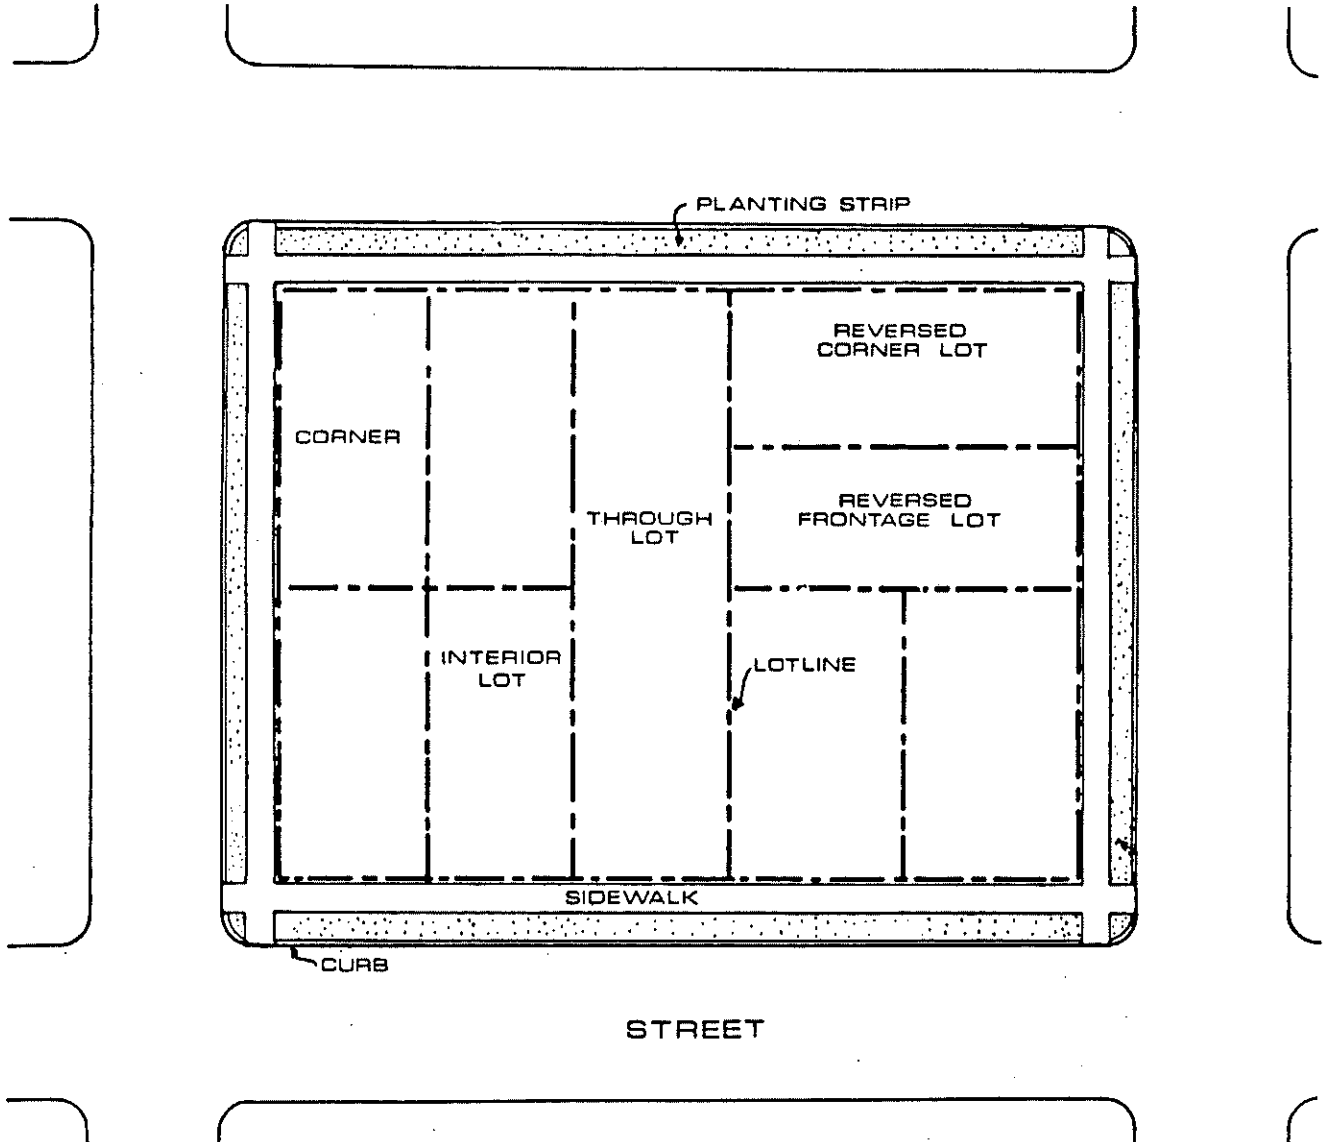 PLANTING STRIP
REVERSED
CORNER LOT
CORNER
REVERSED
FRONTAGE LOT
THROUGH
LOT
INTERIOR
LOT
LOTLINE
SIDEWALK
CURB
STREET